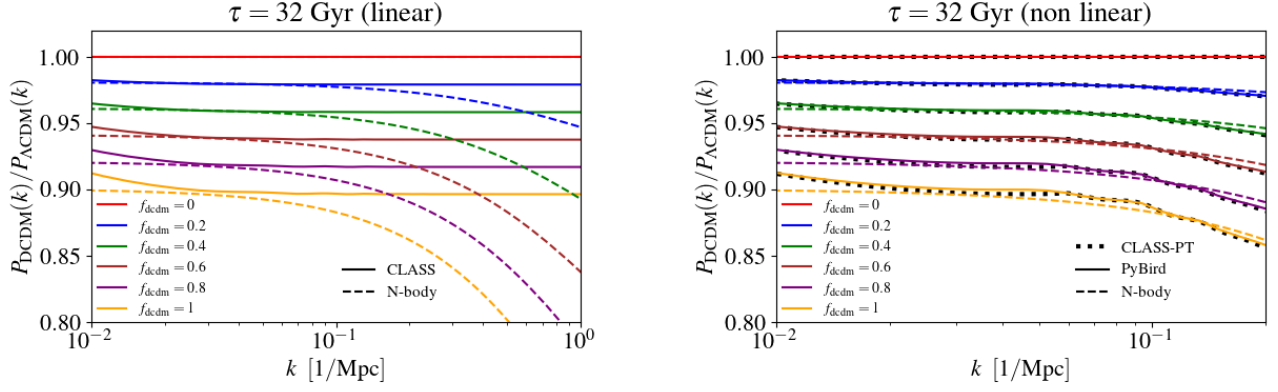 τ = 32 Gyr (linear)
P_DCDM(k)/P_ΛCDM(k)
1.00
0.95
0.90
0.85
0.80
f_dcdm = 0
f_dcdm = 0.2
f_dcdm = 0.4
f_dcdm = 0.6
f_dcdm = 0.8
f_dcdm = 1
CLASS
N-body
10⁻²
10⁻¹
10⁰
k [1/Mpc]
τ = 32 Gyr (non linear)
P_DCDM(k)/P_ΛCDM(k)
1.00
0.95
0.90
0.85
0.80
f_dcdm = 0
f_dcdm = 0.2
f_dcdm = 0.4
f_dcdm = 0.6
f_dcdm = 0.8
f_dcdm = 1
CLASS-PT
PyBird
N-body
10⁻²
10⁻¹
k [1/Mpc]